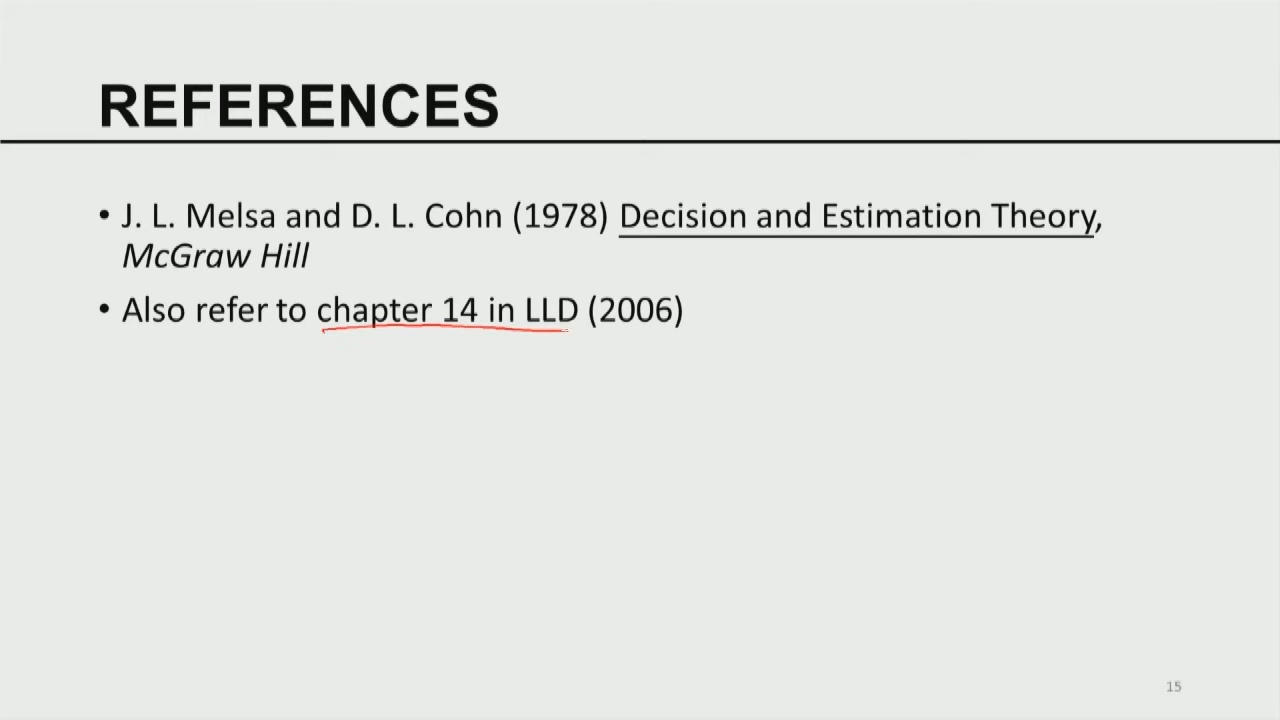 REFERENCES
• J. L. Melsa and D. L. Cohn (1978) Decision and Estimation Theory,
McGraw Hill
• Also refer to chapter 14 in LLD (2006)
15